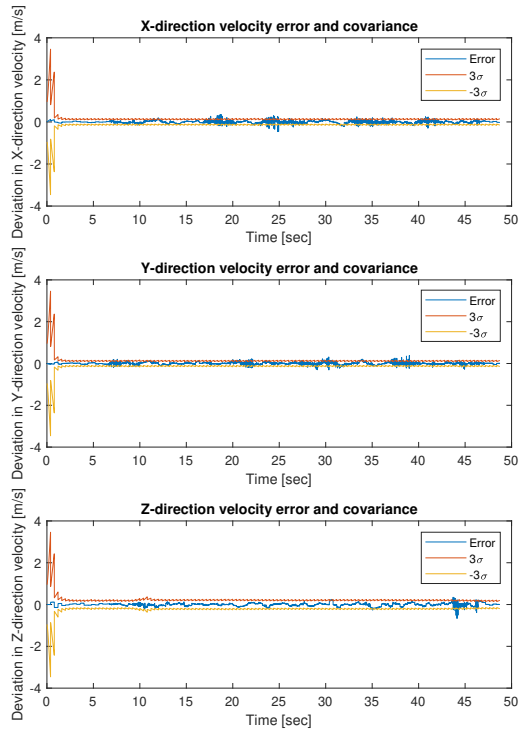 X-direction velocity error and covariance
Deviation in X-direction velocity [m/s]
4
2
0
-2
-4
Error
3σ
-3σ
0 5 10 15 20 25 30 35 40 45 50
Time [sec]
Y-direction velocity error and covariance
Deviation in Y-direction velocity [m/s]
4
2
0
-2
-4
Error
3σ
-3σ
0 5 10 15 20 25 30 35 40 45 50
Time [sec]
Z-direction velocity error and covariance
Deviation in Z-direction velocity [m/s]
4
2
0
-2
-4
Error
3σ
-3σ
0 5 10 15 20 25 30 35 40 45 50
Time [sec]